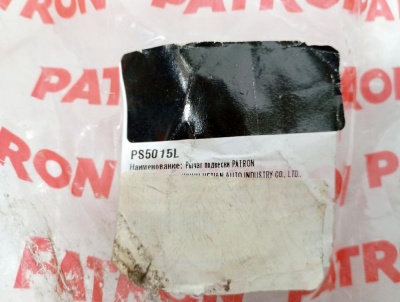 PATRON
PATRON
PATRON
PS5015L
Наименование: Рычаг подвески PATRON
AUTO INDUSTRY CO., LTD.
PATRON
PATRON